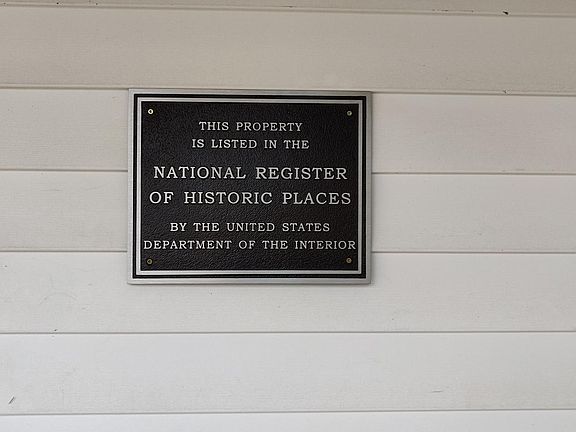 THIS PROPERTY
IS LISTED IN THE
NATIONAL REGISTER
OF HISTORIC PLACES
BY THE UNITED STATES
DEPARTMENT OF THE INTERIOR